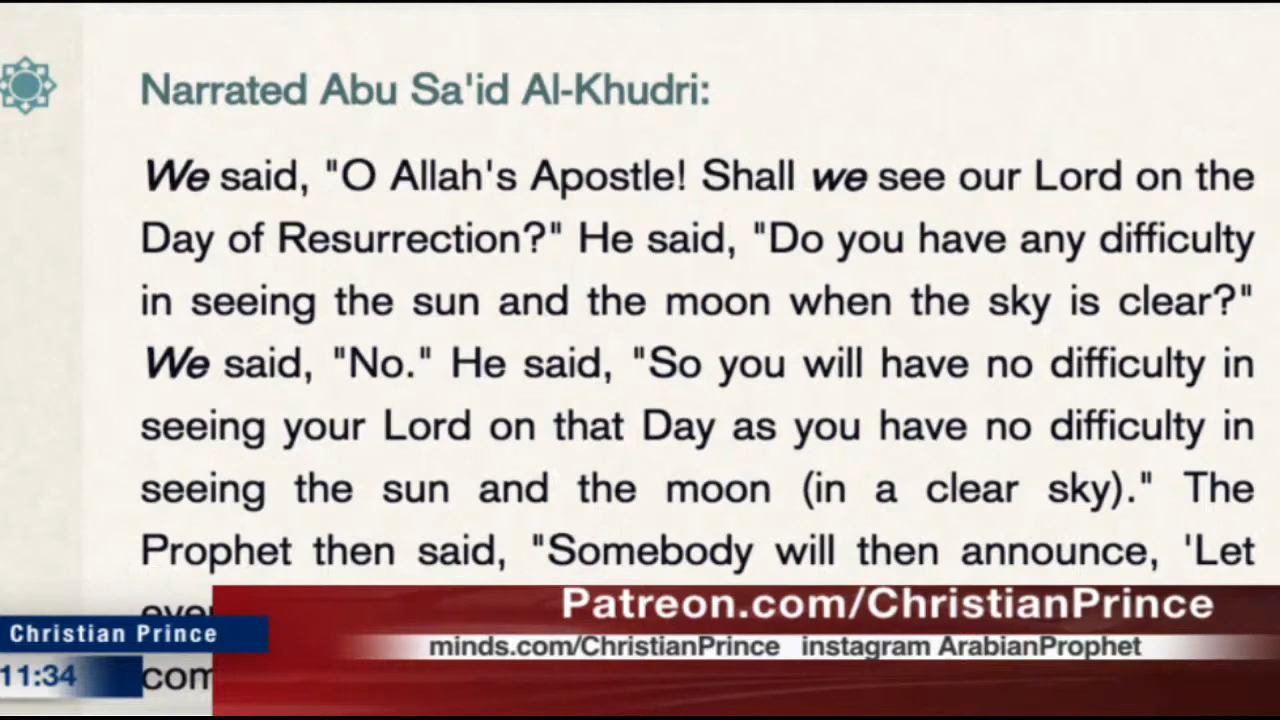 Narrated Abu Sa'id Al-Khudri:
We said, "O Allah's Apostle! Shall we see our Lord on the
Day of Resurrection?" He said, "Do you have any difficulty
in seeing the sun and the moon when the sky is clear?"
We said, "No." He said, "So you will have no difficulty in
seeing your Lord on that Day as you have no difficulty in
seeing the sun and the moon (in a clear sky)." The
Prophet then said, "Somebody will then announce, 'Let
Patreon.com/ChristianPrince
Christian Prince
minds.com/ChristianPrince instagram ArabianProphet
11:34